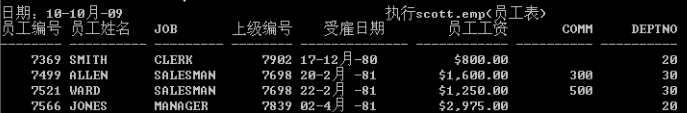 日期: 10-10月-09 执行scott.emp(员工表)
员工编号 员工姓名 JOB 上级编号 受雇日期 员工工资 COMM DEPTNO
---------- ---------- --------- ---------- -------------- ------------ ---------- ----------
7369 SMITH CLERK 7902 17-12月-80 $800.00 20
7499 ALLEN SALESMAN 7698 20-2月 -81 $1,600.00 300 30
7521 WARD SALESMAN 7698 22-2月 -81 $1,250.00 500 30
7566 JONES MANAGER 7839 02-4月 -81 $2,975.00 20